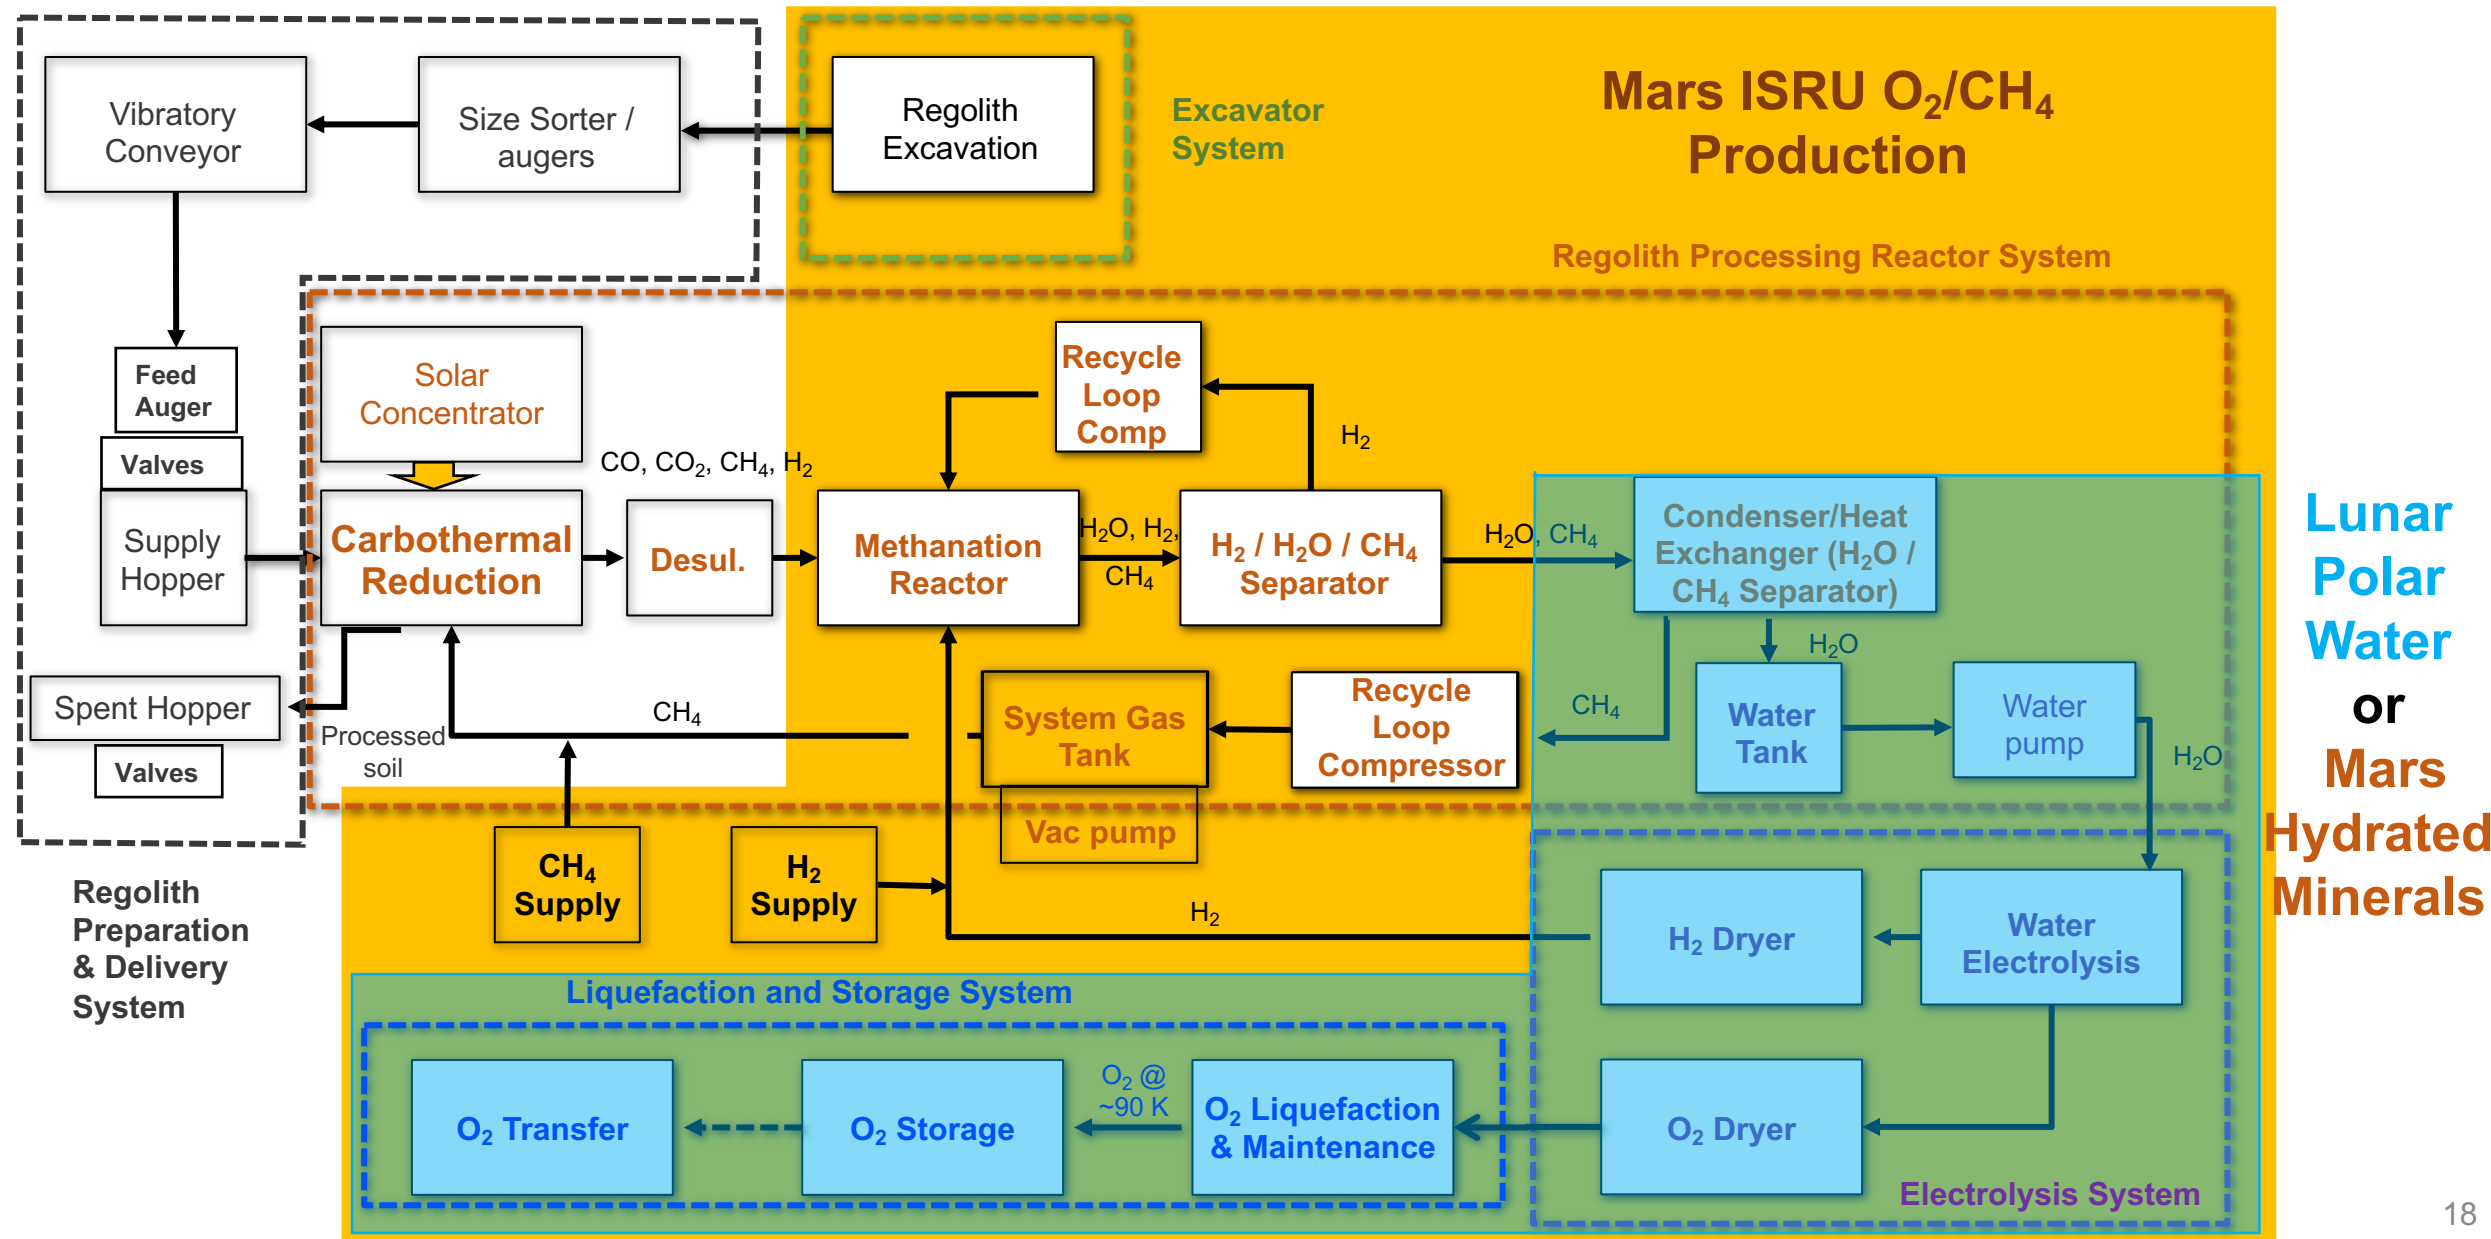 Mars ISRU O₂/CH₄
Production
Vibratory
Conveyor
Size Sorter /
augers
Regolith
Excavation
Excavator
System
Regolith Processing Reactor System
Feed
Auger
Valves
Supply
Hopper
Spent Hopper
Valves
Regolith
Preparation
& Delivery
System
Solar
Concentrator
Carbothermal
Reduction
Processed
soil
CO, CO₂, CH₄, H₂
Desul.
Recycle
Loop
Comp
H₂
Methanation
Reactor
H₂O, H₂,
CH₄
H₂ / H₂O / CH₄
Separator
H₂O, CH₄
Condenser/Heat
Exchanger (H₂O /
CH₄ Separator)
H₂O
CH₄
Water
Tank
Water
pump
H₂O
CH₄
System Gas
Tank
Recycle
Loop
Compressor
Vac pump
CH₄
Supply
H₂
Supply
H₂
H₂ Dryer
Water
Electrolysis
Liquefaction and Storage System
O₂ Transfer
O₂ Storage
O₂ @
~90 K
O₂ Liquefaction
& Maintenance
O₂ Dryer
Electrolysis System
Lunar
Polar
Water
or
Mars
Hydrated
Minerals
18